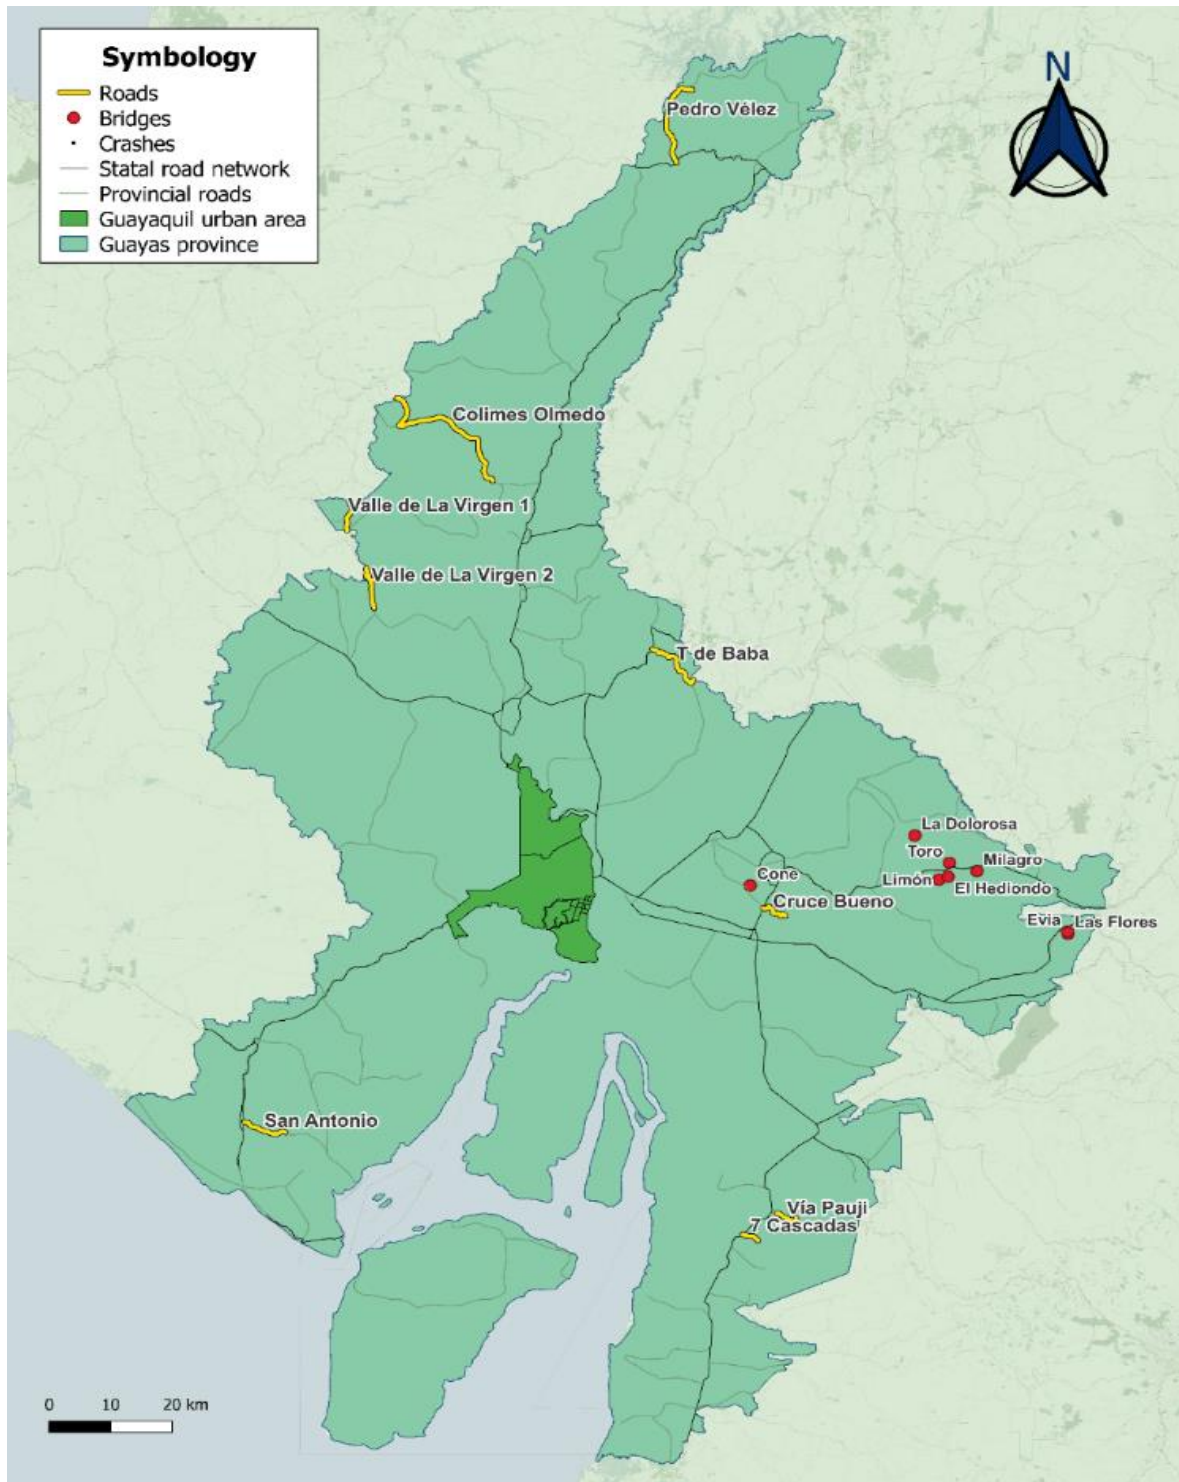 Symbology
Roads
Bridges
Crashes
Statal road network
Provincial roads
Guayaquil urban area
Guayas province
N
Pedro Vélez
Colimes Olmedo
Valle de La Virgen 1
Valle de La Virgen 2
T de Baba
La Dolorosa
Toro
Milagro
Limón
El Hediondo
Cone
Cruce Bueno
Evia
Las Flores
San Antonio
Vía Pauji
7 Cascadas
0 10 20 km